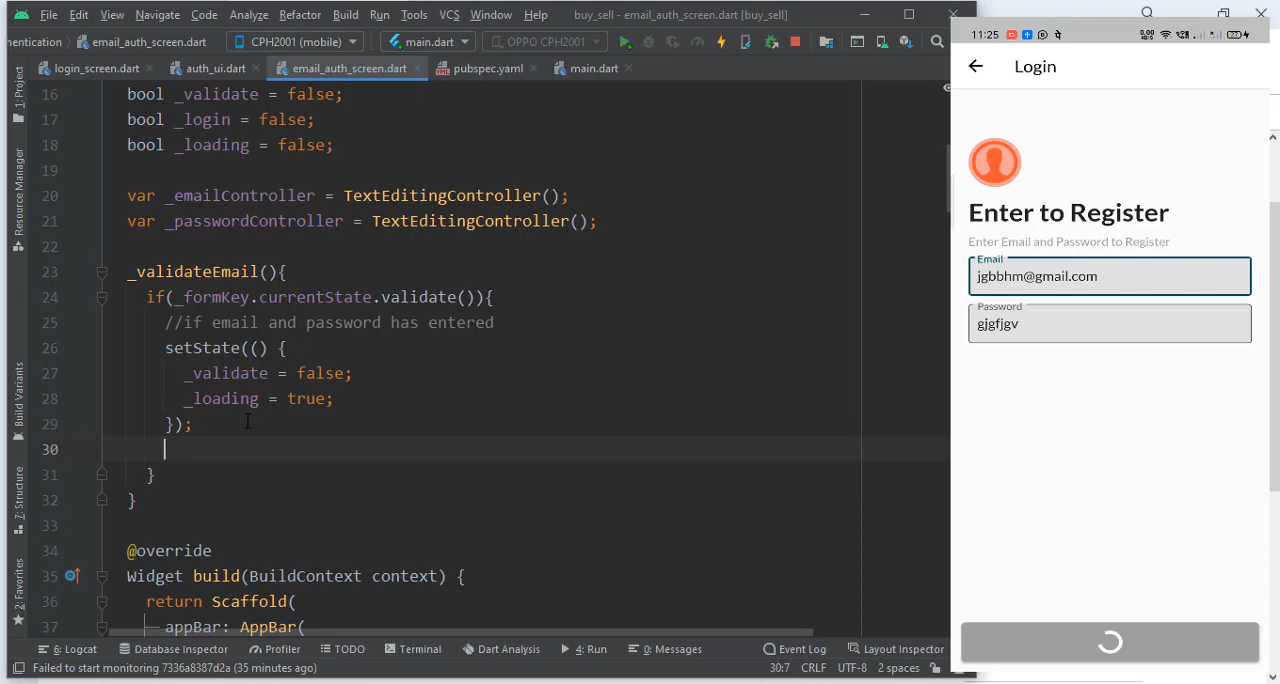 File Edit View Navigate Code Analyze Refactor Build Run Tools VCS Window Help buy_sell - email_auth_screen.dart [buy_sell]
hentication email_auth_screen.dart CPH2001 (mobile) main.dart OPPO CPH2001
login_screen.dart auth_ui.dart email_auth_screen.dart pubspec.yaml main.dart
1: Project
Resource Manager
Build Variants
7: Structure
2: Favorites
16 bool _validate = false;
17 bool _login = false;
18 bool _loading = false;
19
20 var _emailController = TextEditingController();
21 var _passwordController = TextEditingController();
22
23 _validateEmail(){
24 if(_formKey.currentState.validate()){
25 //if email and password has entered
26 setState(() {
27 _validate = false;
28 _loading = true;
29 });
30
31 }
32 }
33
34 @override
35 Widget build(BuildContext context) {
36 return Scaffold(
37 appBar: AppBar(
6: Logcat Database Inspector Profiler TODO Terminal Dart Analysis 4: Run 0: Messages Event Log Layout Inspector
Failed to start monitoring 7336a8387d2a (35 minutes ago) 30:7 CRLF UTF-8 2 spaces
11:25
Login
Enter to Register
Enter Email and Password to Register
Email
jgbbhm@gmail.com
Password
gjgfjgv